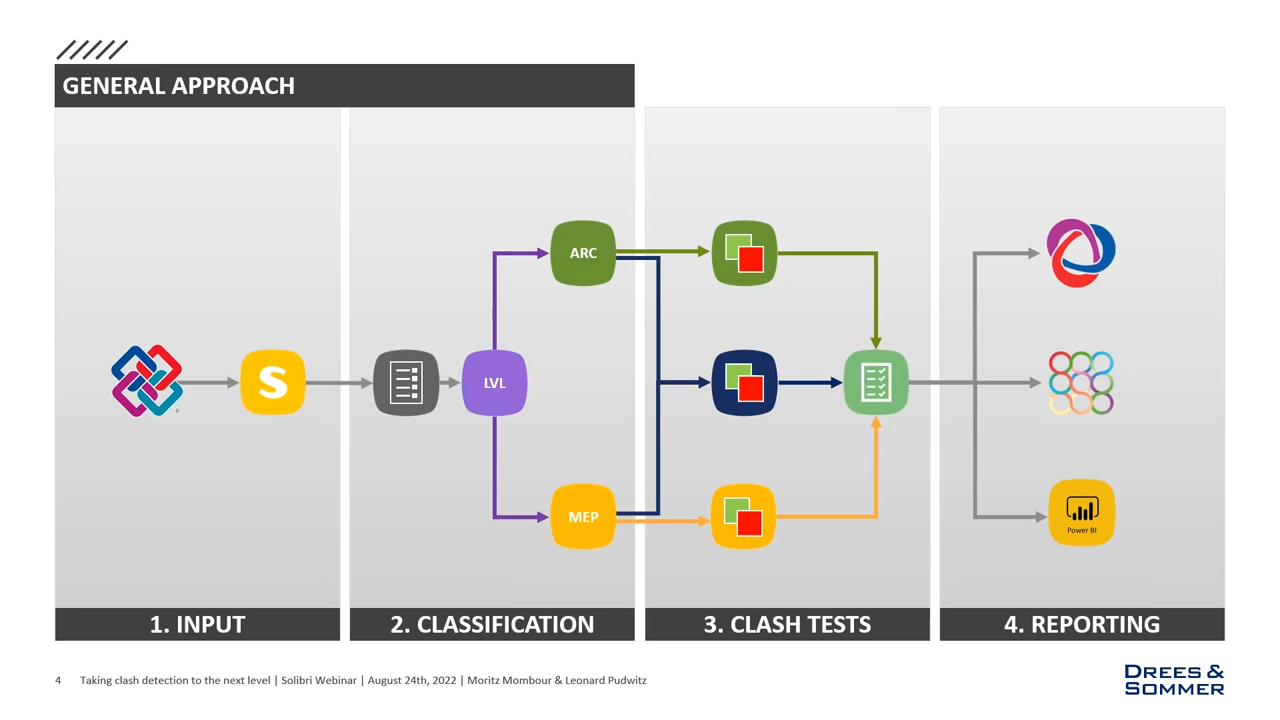 GENERAL APPROACH
ARC
S
LVL
MEP
®
Power BI
1. INPUT
2. CLASSIFICATION
3. CLASH TESTS
4. REPORTING
4 Taking clash detection to the next level | Solibri Webinar | August 24th, 2022 | Moritz Mombour & Leonard Pudwitz
DREES &
SOMMER